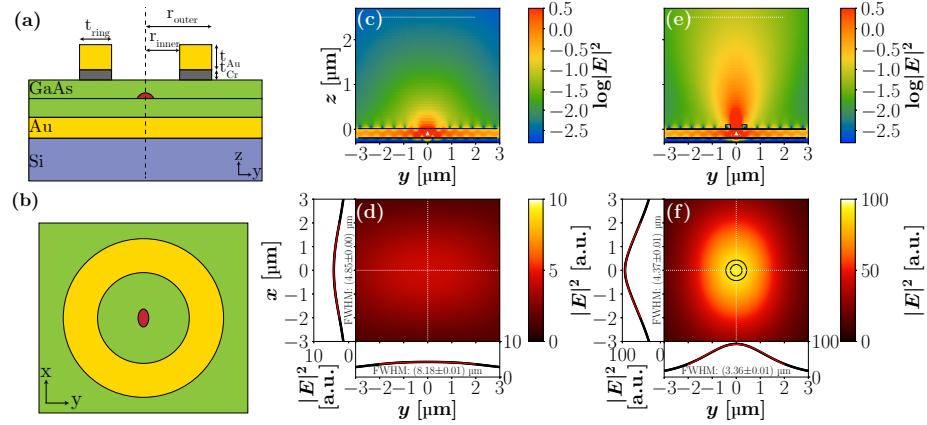 (a)
t_ring
r_outer
r_inner
t_Au
t_Cr
GaAs
Au
Si
z
y
(b)
x
y
(c)
z [µm]
2
0
−3 −2 −1 0 1 2 3
y [µm]
0.5
0.0
−0.5
−1.0
−1.5
−2.0
−2.5
log|E|²
(e)
−3 −2 −1 0 1 2 3
y [µm]
0.5
0.0
−0.5
−1.0
−1.5
−2.0
−2.5
log|E|²
(d)
x [µm]
3
2
1
0
−1
−2
−3
FWHM: (4.85±0.00) µm
10
0
|E|²
[a.u.]
10
0
FWHM: (8.18±0.01) µm
−3 −2 −1 0 1 2 3
y [µm]
10
5
0
|E|² [a.u.]
(f)
3
2
1
0
−1
−2
−3
FWHM: (4.37±0.01) µm
100
0
|E|²
[a.u.]
100
0
FWHM: (3.36±0.01) µm
−3 −2 −1 0 1 2 3
y [µm]
100
50
0
|E|² [a.u.]